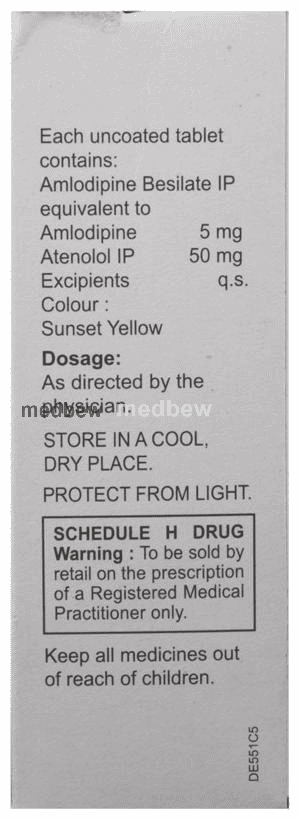 Each uncoated tablet
contains:
Amlodipine Besilate IP
equivalent to
Amlodipine 5 mg
Atenolol IP 50 mg
Excipients q.s.
Colour :
Sunset Yellow
Dosage:
As directed by the
physician.
medbew medbew
STORE IN A COOL,
DRY PLACE.
PROTECT FROM LIGHT.
SCHEDULE H DRUG
Warning : To be sold by
retail on the prescription
of a Registered Medical
Practitioner only.
Keep all medicines out
of reach of children.
DE551C5